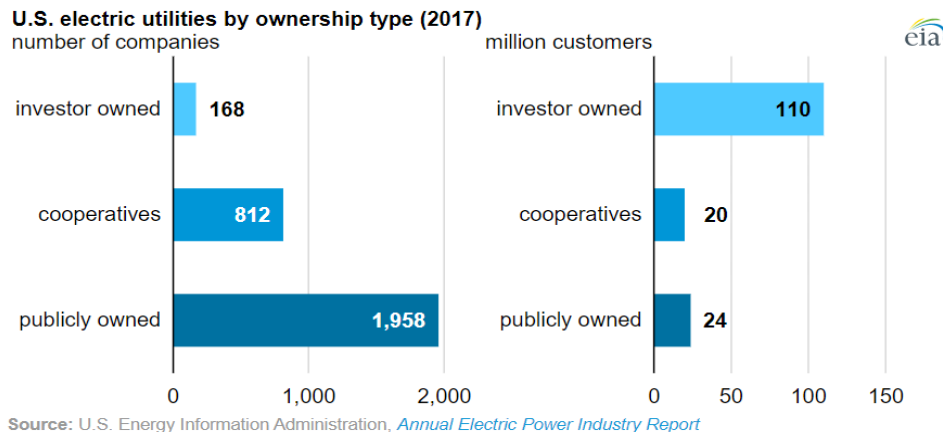 U.S. electric utilities by ownership type (2017)
number of companies
million customers
eia
investor owned
168
cooperatives
812
publicly owned
1,958
0
1,000
2,000
investor owned
110
cooperatives
20
publicly owned
24
0
50
100
150
Source: U.S. Energy Information Administration, Annual Electric Power Industry Report